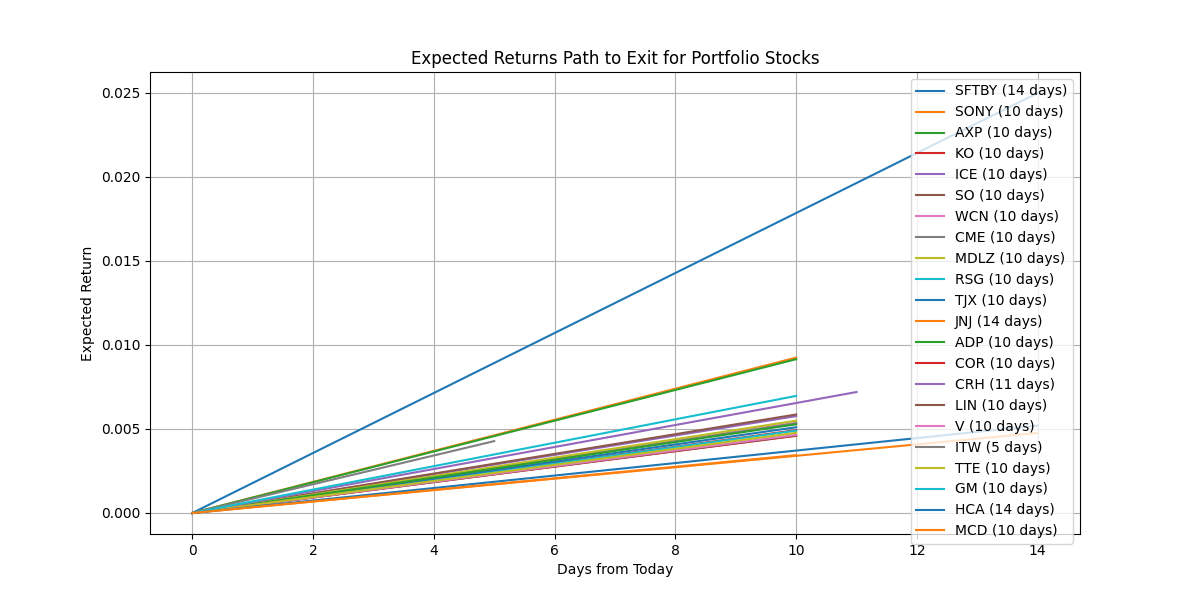 Expected Returns Path to Exit for Portfolio Stocks
Expected Return
0.025
0.020
0.015
0.010
0.005
0.000
0 2 4 6 8 10 12 14
Days from Today
SFTBY (14 days)
SONY (10 days)
AXP (10 days)
KO (10 days)
ICE (10 days)
SO (10 days)
WCN (10 days)
CME (10 days)
MDLZ (10 days)
RSG (10 days)
TJX (10 days)
JNJ (14 days)
ADP (10 days)
COR (10 days)
CRH (11 days)
LIN (10 days)
V (10 days)
ITW (5 days)
TTE (10 days)
GM (10 days)
HCA (14 days)
MCD (10 days)